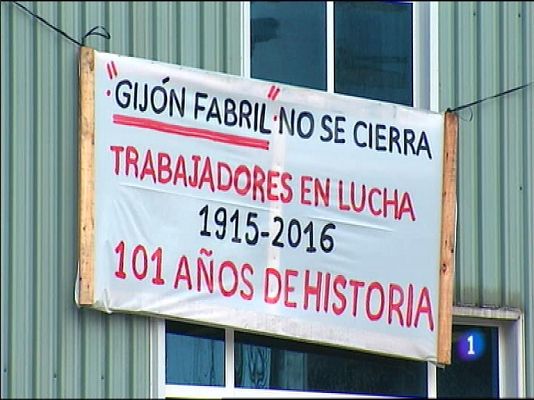 "GIJÓN FABRIL" NO SE CIERRA
TRABAJADORES EN LUCHA
1915-2016
101 AÑOS DE HISTORIA
1